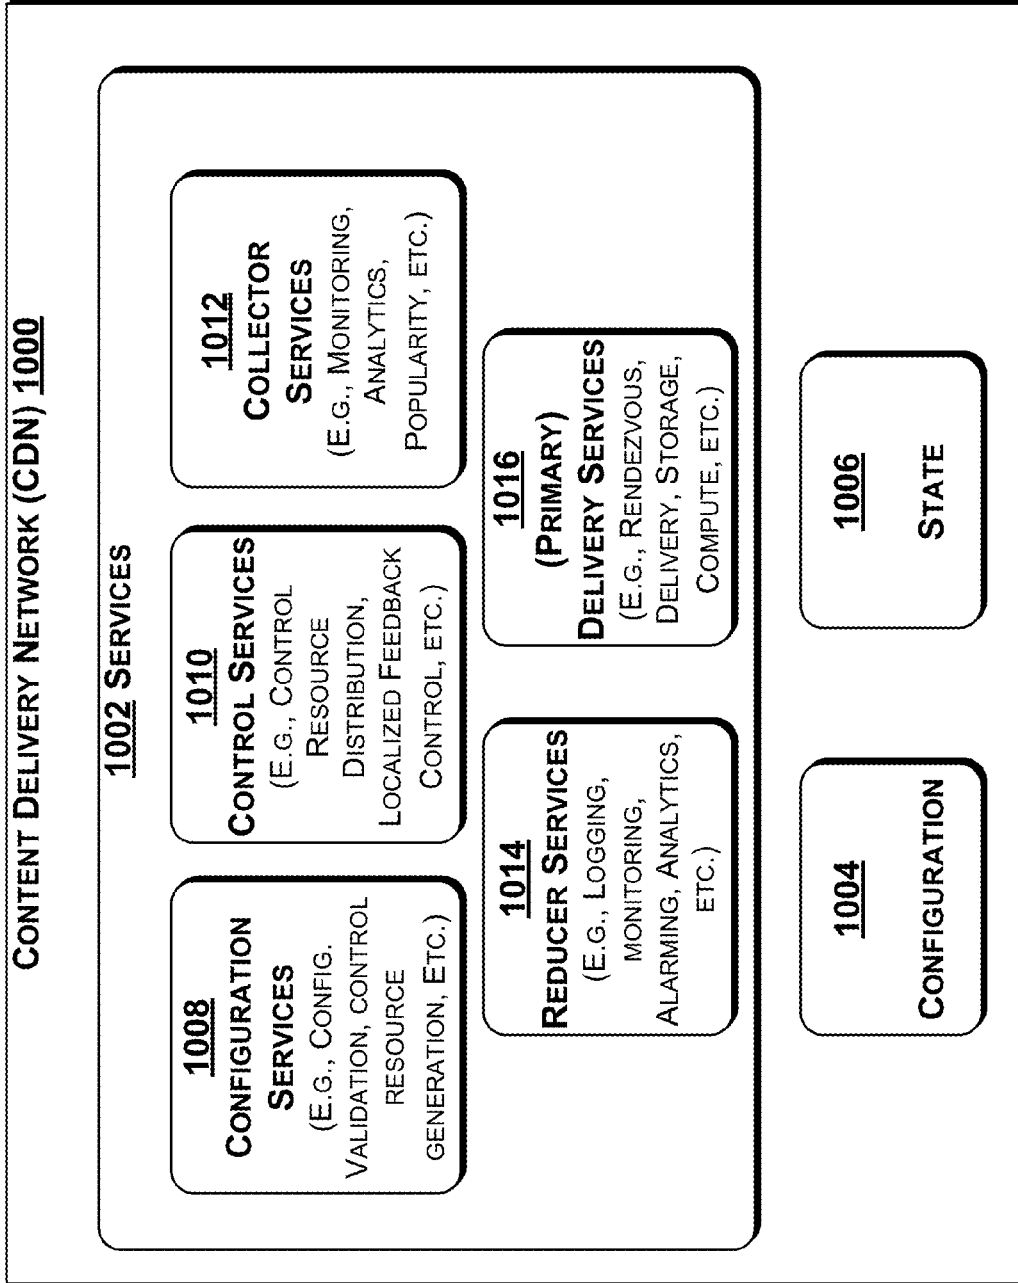 CONTENT DELIVERY NETWORK (CDN) 1000
1002 SERVICES
1008
CONFIGURATION
SERVICES
(E.G., CONFIG.
VALIDATION, CONTROL
RESOURCE
GENERATION, ETC.)
1010
CONTROL SERVICES
(E.G., CONTROL
RESOURCE
DISTRIBUTION,
LOCALIZED FEEDBACK
CONTROL, ETC.)
1012
COLLECTOR
SERVICES
(E.G., MONITORING,
ANALYTICS,
POPULARITY, ETC.)
1014
REDUCER SERVICES
(E.G., LOGGING,
MONITORING,
ALARMING, ANALYTICS,
ETC.)
1016
(PRIMARY)
DELIVERY SERVICES
(E.G., RENDEZVOUS,
DELIVERY, STORAGE,
COMPUTE, ETC.)
1004
CONFIGURATION
1006
STATE